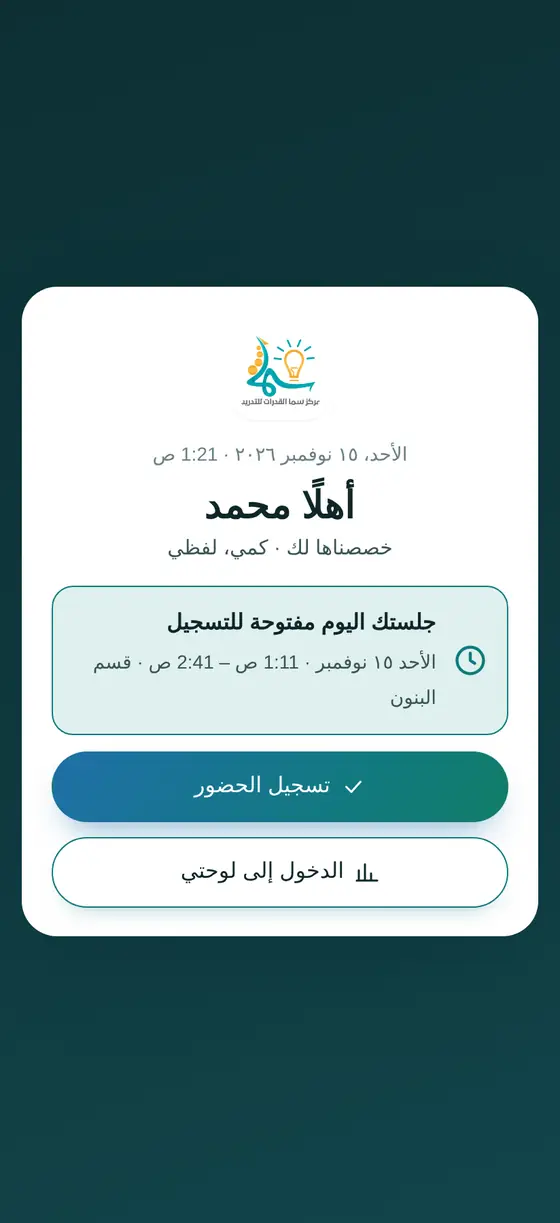 مركز سما القدرات للتدريب
الأحد، ١٥ نوفمبر ٢٠٢٦ · 1:21 ص
أهلًا محمد
خصصناها لك · كمي، لفظي
جلستك اليوم مفتوحة للتسجيل
الأحد ١٥ نوفمبر · 1:11 ص – 2:41 ص · قسم
البنون
تسجيل الحضور
الدخول إلى لوحتي